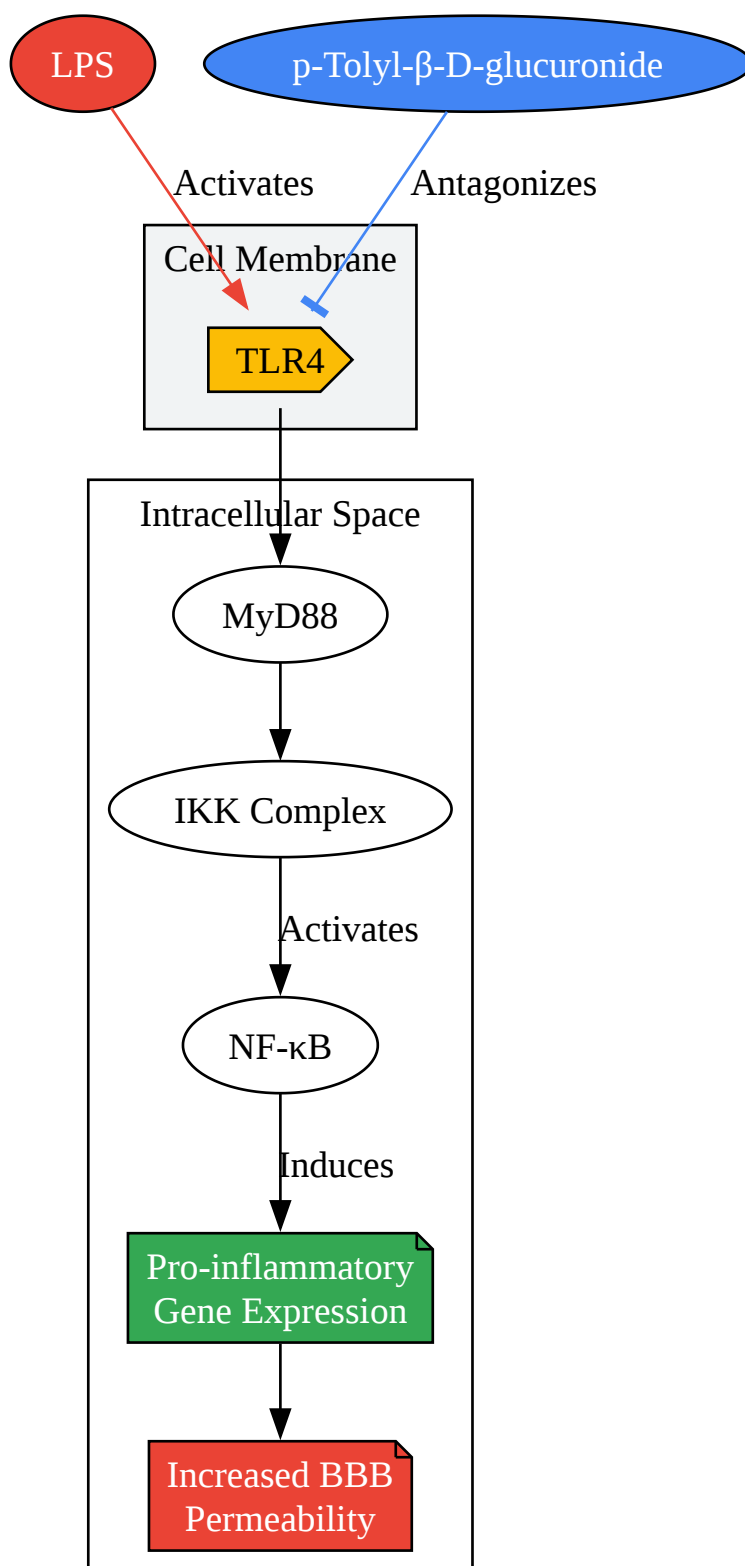 LPS
p-Tolyl-β-D-glucuronide
Activates
Antagonizes
Cell Membrane
TLR4
Intracellular Space
MyD88
IKK Complex
Activates
NF-κB
Induces
Pro-inflammatory
Gene Expression
Increased BBB
Permeability